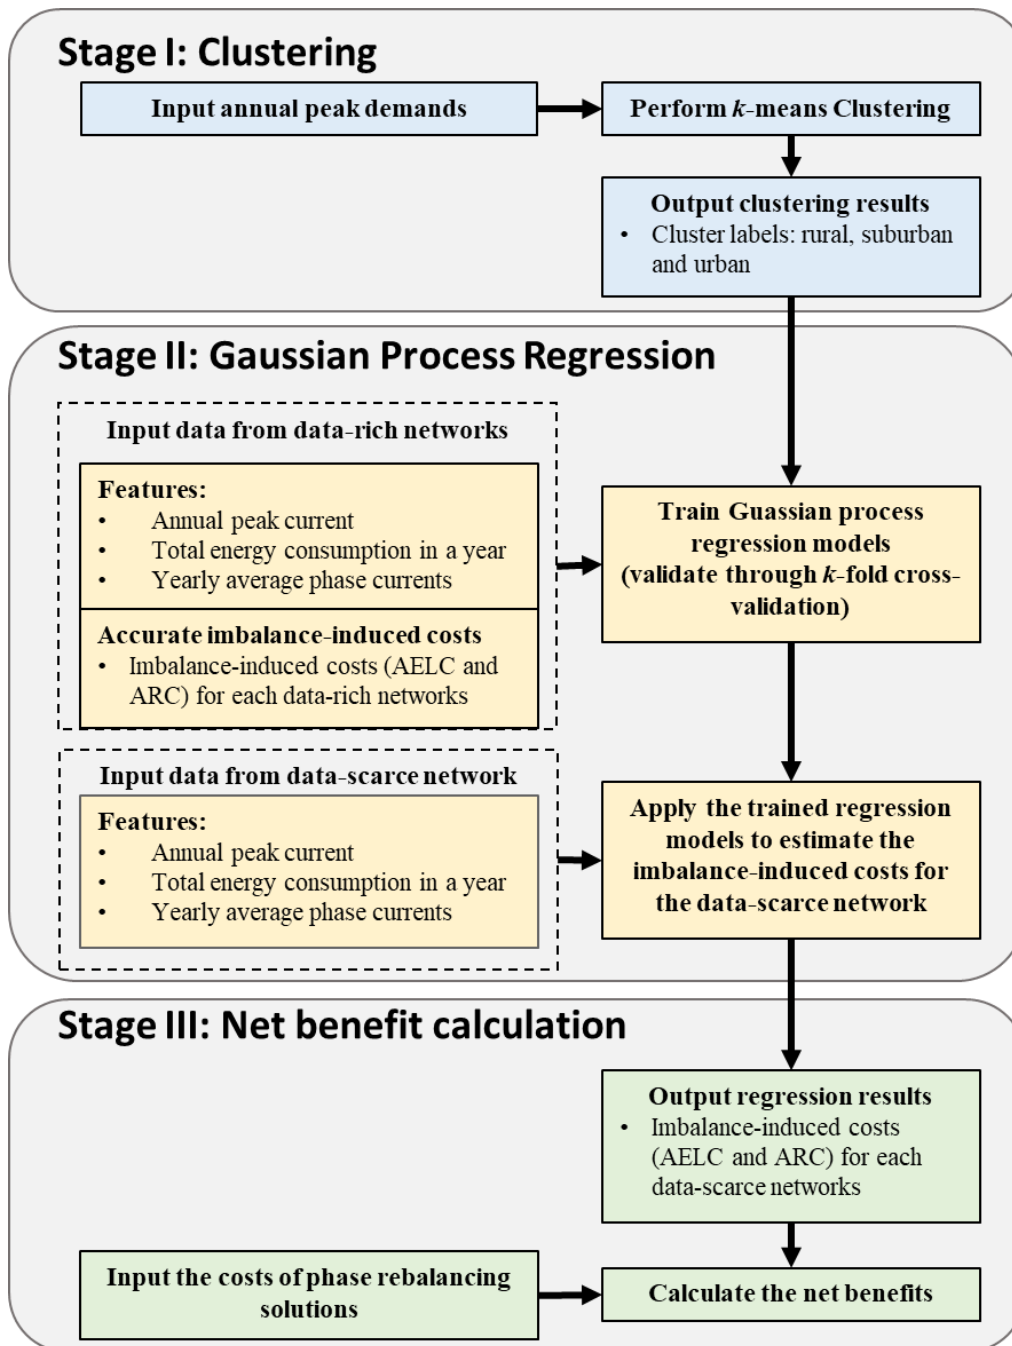 Stage I: Clustering
Input annual peak demands
Perform k-means Clustering
Output clustering results
• Cluster labels: rural, suburban
and urban
Stage II: Gaussian Process Regression
Input data from data-rich networks
Features:
• Annual peak current
• Total energy consumption in a year
• Yearly average phase currents
Accurate imbalance-induced costs
• Imbalance-induced costs (AELC and
ARC) for each data-rich networks
Train Guassian process
regression models
(validate through k-fold cross-
validation)
Input data from data-scarce network
Features:
• Annual peak current
• Total energy consumption in a year
• Yearly average phase currents
Apply the trained regression
models to estimate the
imbalance-induced costs for
the data-scarce network
Stage III: Net benefit calculation
Output regression results
• Imbalance-induced costs
(AELC and ARC) for each
data-scarce networks
Input the costs of phase rebalancing
solutions
Calculate the net benefits